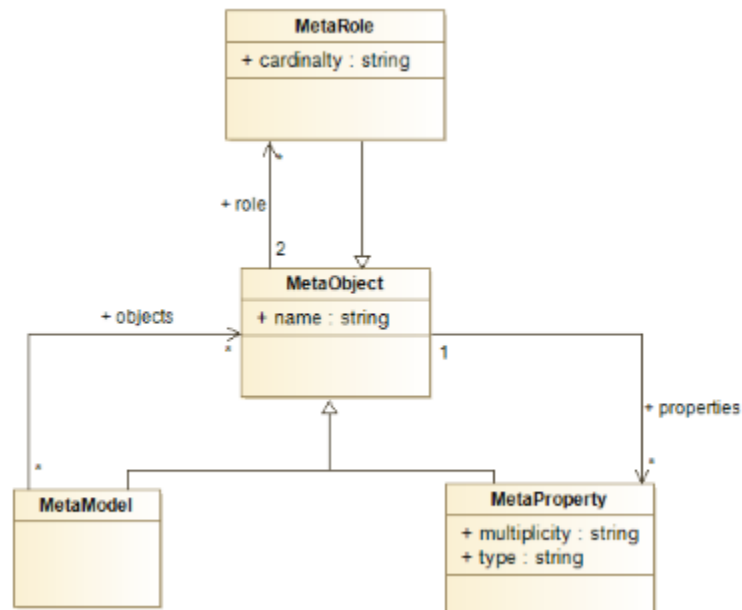 MetaRole
+ cardinalty : string
*
+ role
2
MetaObject
+ objects
+ name : string
*
1
+ properties
*
*
MetaModel
MetaProperty
+ multiplicity : string
+ type : string